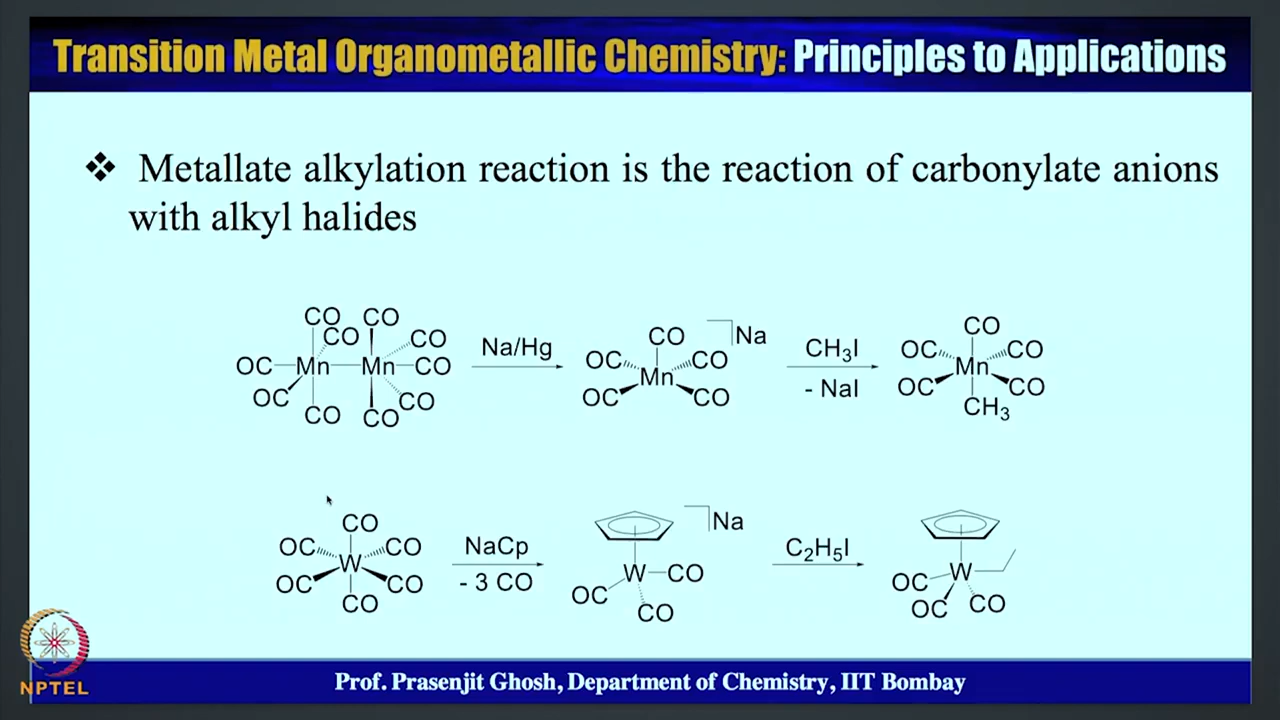 Transition Metal Organometallic Chemistry: Principles to Applications
❖ Metallate alkylation reaction is the reaction of carbonylate anions
with alkyl halides
CO CO
CO CO
OC Mn Mn CO
OC CO
CO CO
Na/Hg
CO Na
OC CO
Mn
OC CO
CH₃I
- NaI
CO
OC CO
Mn
OC CO
CH₃
CO
OC CO
W
OC CO
CO
NaCp
- 3 CO
Na
W CO
OC
CO
C₂H₅I
W
OC
OC CO
NPTEL
Prof. Prasenjit Ghosh, Department of Chemistry, IIT Bombay